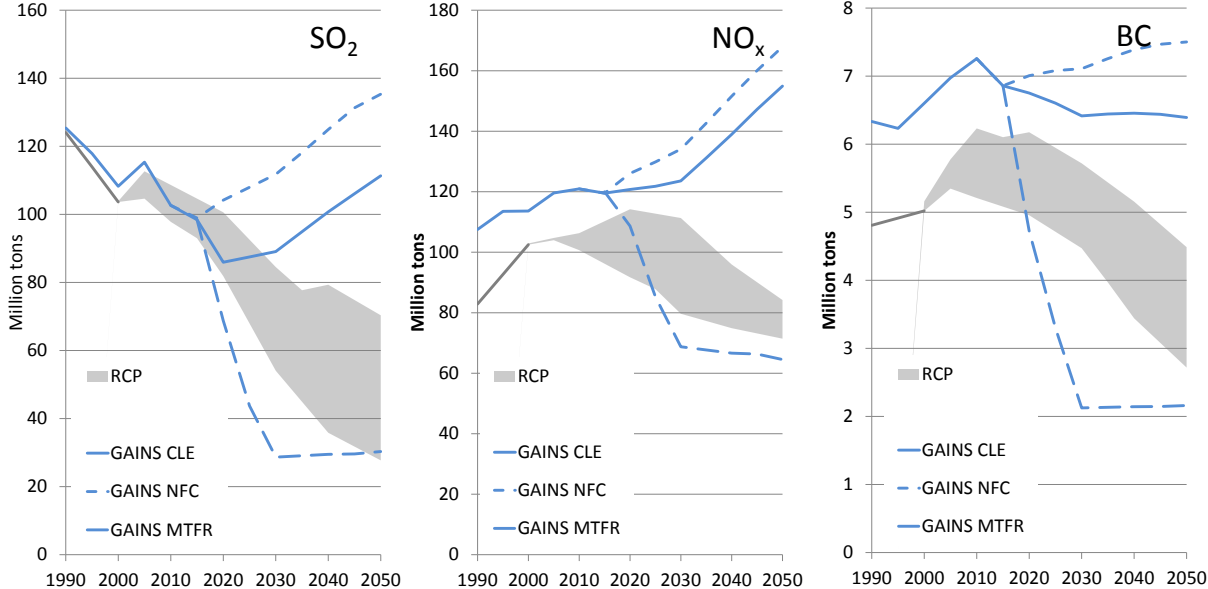 SO2
Million tons
160
140
120
100
80
60
40
20
0
1990 2000 2010 2020 2030 2040 2050
RCP
GAINS CLE
GAINS NFC
GAINS MTFR
NOx
Million tons
180
160
140
120
100
80
60
40
20
0
1990 2000 2010 2020 2030 2040 2050
RCP
GAINS CLE
GAINS NFC
GAINS MTFR
BC
Million tons
8
7
6
5
4
3
2
1
0
1990 2000 2010 2020 2030 2040 2050
RCP
GAINS CLE
GAINS NFC
GAINS MTFR